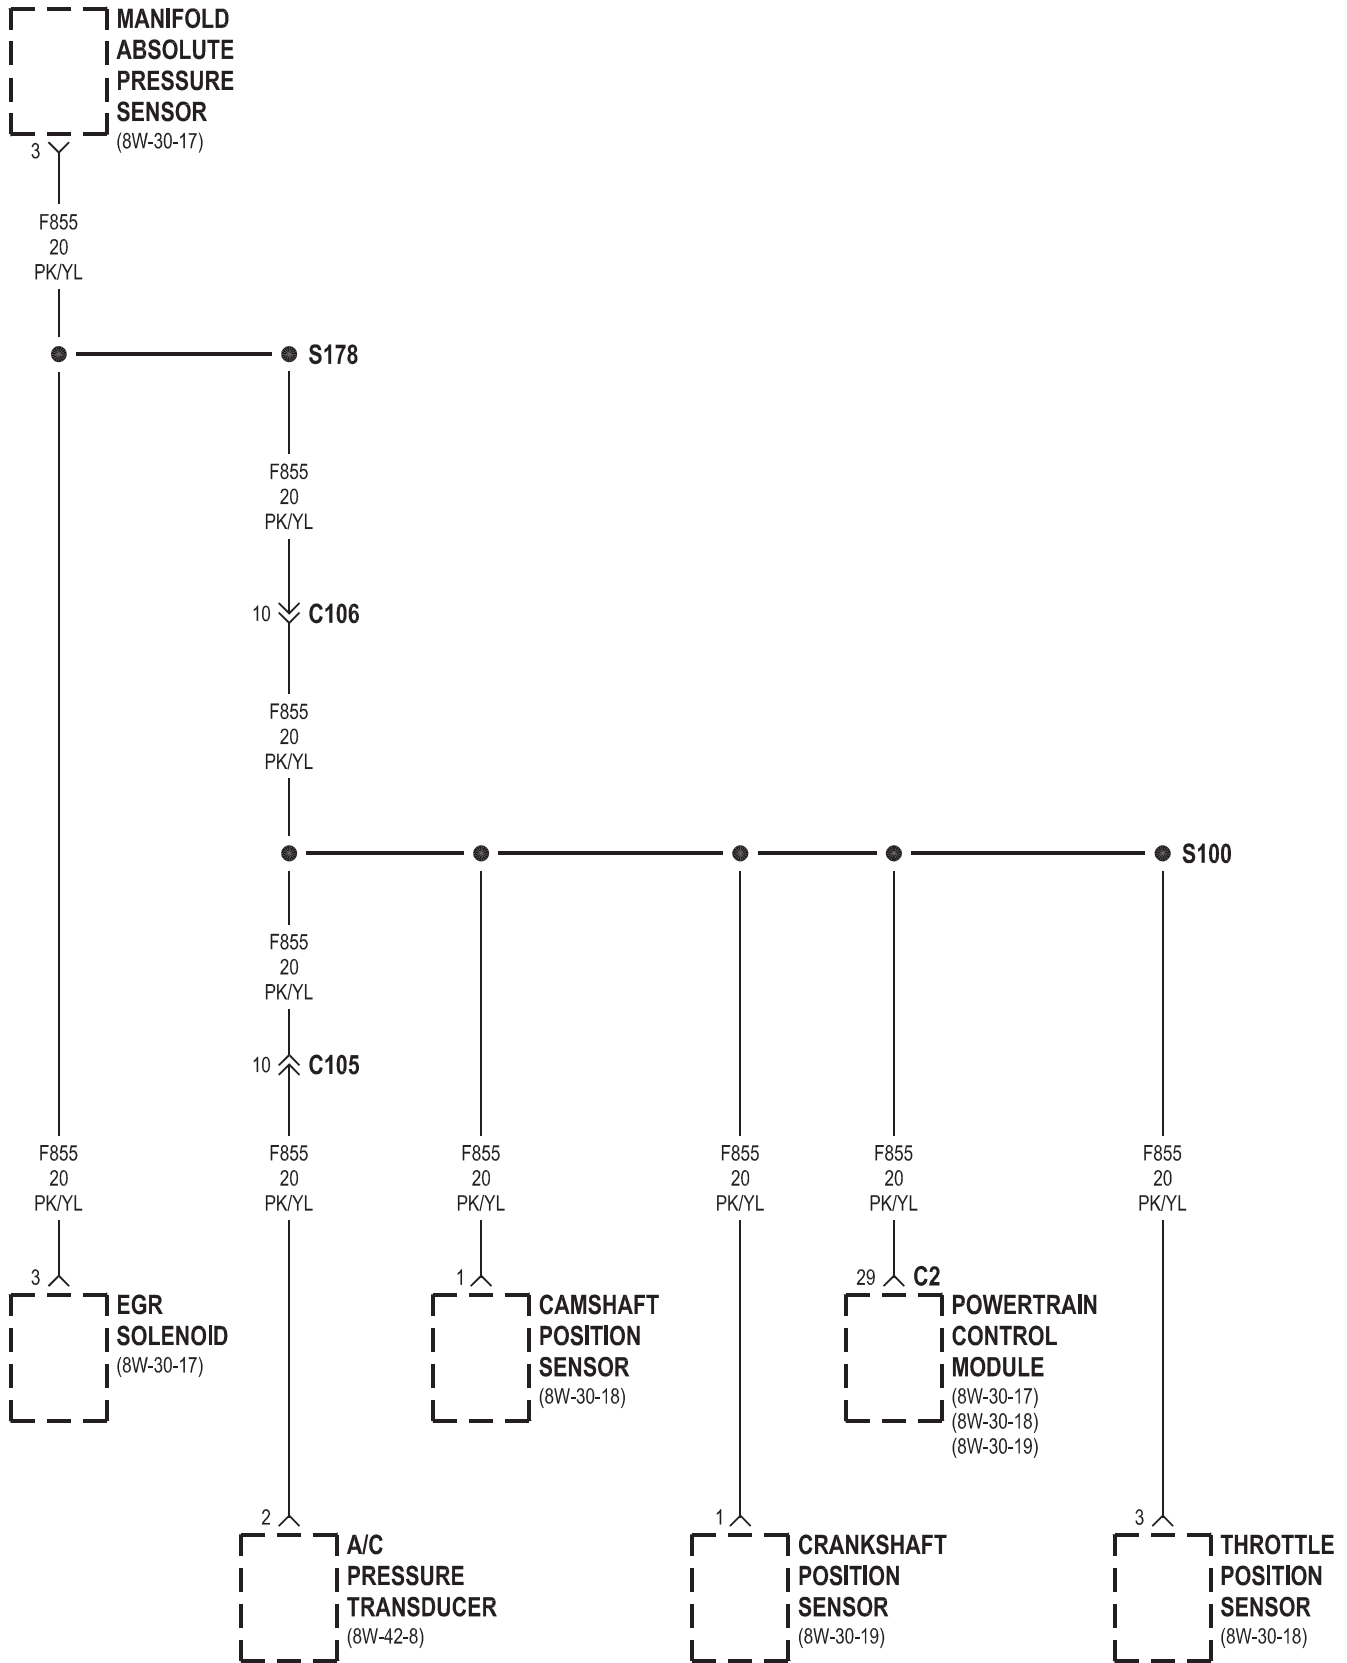 MANIFOLD
ABSOLUTE
PRESSURE
SENSOR
(8W-30-17)
3
F855
20
PK/YL
S178
F855
20
PK/YL
10
C106
F855
20
PK/YL
S100
F855
20
PK/YL
10
C105
F855
20
PK/YL
F855
20
PK/YL
F855
20
PK/YL
F855
20
PK/YL
F855
20
PK/YL
F855
20
PK/YL
3
EGR
SOLENOID
(8W-30-17)
1
CAMSHAFT
POSITION
SENSOR
(8W-30-18)
29
C2
POWERTRAIN
CONTROL
MODULE
(8W-30-17)
(8W-30-18)
(8W-30-19)
2
A/C
PRESSURE
TRANSDUCER
(8W-42-8)
1
CRANKSHAFT
POSITION
SENSOR
(8W-30-19)
3
THROTTLE
POSITION
SENSOR
(8W-30-18)